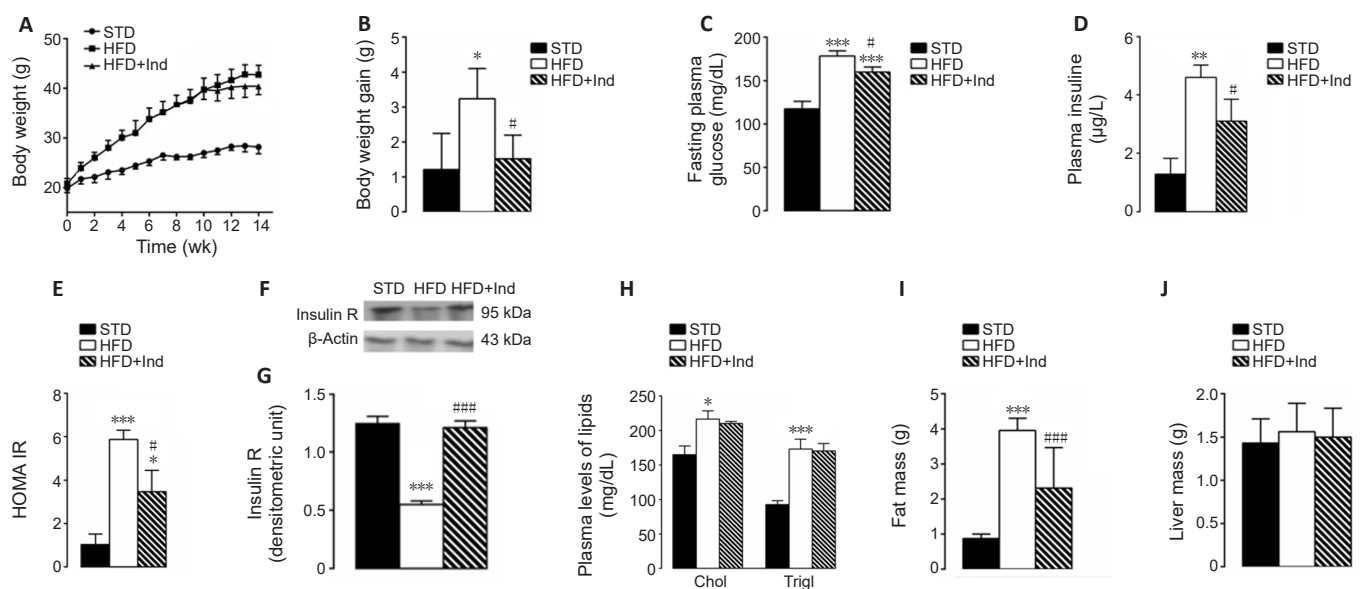 A
STD
HFD
HFD+Ind
Body weight (g)
60
50
40
30
20
0 2 4 6 8 10 12 14
Time (wk)
B
STD
HFD
HFD+Ind
Body weight gain (g)
5
4
3
2
1
0
*
#
C
STD
HFD
HFD+Ind
Fasting plasma
glucose (mg/dL)
200
150
100
50
0
***
#
***
D
STD
HFD
HFD+Ind
Plasma insuline
(μg/L)
6
4
2
0
**
#
E
STD
HFD
HFD+Ind
HOMA IR
8
6
4
2
0
***
#
*
F
STD HFD HFD+Ind
Insulin R 95 kDa
β-Actin 43 kDa
G
Insulin R
(densitometric unit)
1.5
1.0
0.5
0
***
###
H
STD
HFD
HFD+Ind
Plasma levels of lipids
(mg/dL)
250
200
150
100
50
0
*
***
Chol Trigl
I
STD
HFD
HFD+Ind
Fat mass (g)
5
4
3
2
1
0
***
###
J
STD
HFD
HFD+Ind
Liver mass (g)
2.0
1.5
1.0
0.5
0